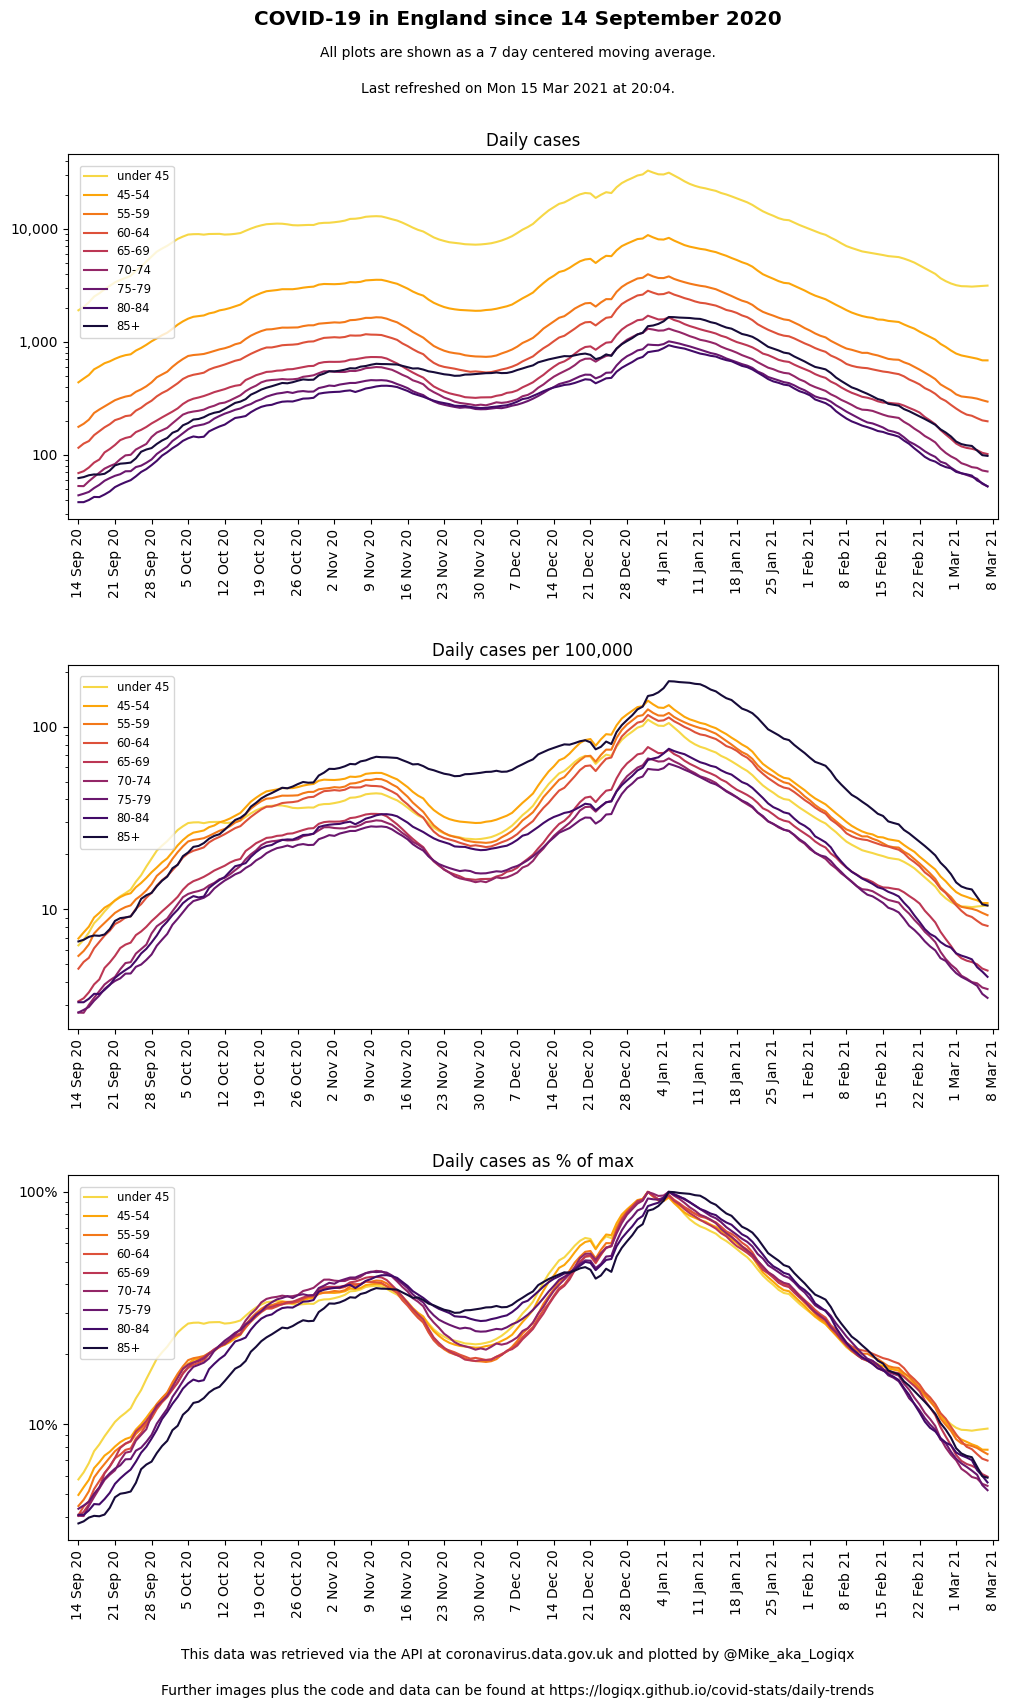 COVID-19 in England since 14 September 2020
All plots are shown as a 7 day centered moving average.
Last refreshed on Mon 15 Mar 2021 at 20:04.
Daily cases
under 45
45-54
55-59
60-64
65-69
70-74
75-79
80-84
85+
10,000
1,000
100
14 Sep 20
21 Sep 20
28 Sep 20
5 Oct 20
12 Oct 20
19 Oct 20
26 Oct 20
2 Nov 20
9 Nov 20
16 Nov 20
23 Nov 20
30 Nov 20
7 Dec 20
14 Dec 20
21 Dec 20
28 Dec 20
4 Jan 21
11 Jan 21
18 Jan 21
25 Jan 21
1 Feb 21
8 Feb 21
15 Feb 21
22 Feb 21
1 Mar 21
8 Mar 21
Daily cases per 100,000
under 45
45-54
55-59
60-64
65-69
70-74
75-79
80-84
85+
100
10
14 Sep 20
21 Sep 20
28 Sep 20
5 Oct 20
12 Oct 20
19 Oct 20
26 Oct 20
2 Nov 20
9 Nov 20
16 Nov 20
23 Nov 20
30 Nov 20
7 Dec 20
14 Dec 20
21 Dec 20
28 Dec 20
4 Jan 21
11 Jan 21
18 Jan 21
25 Jan 21
1 Feb 21
8 Feb 21
15 Feb 21
22 Feb 21
1 Mar 21
8 Mar 21
Daily cases as % of max
under 45
45-54
55-59
60-64
65-69
70-74
75-79
80-84
85+
100%
10%
14 Sep 20
21 Sep 20
28 Sep 20
5 Oct 20
12 Oct 20
19 Oct 20
26 Oct 20
2 Nov 20
9 Nov 20
16 Nov 20
23 Nov 20
30 Nov 20
7 Dec 20
14 Dec 20
21 Dec 20
28 Dec 20
4 Jan 21
11 Jan 21
18 Jan 21
25 Jan 21
1 Feb 21
8 Feb 21
15 Feb 21
22 Feb 21
1 Mar 21
8 Mar 21
This data was retrieved via the API at coronavirus.data.gov.uk and plotted by @Mike_aka_Logiqx
Further images plus the code and data can be found at https://logiqx.github.io/covid-stats/daily-trends